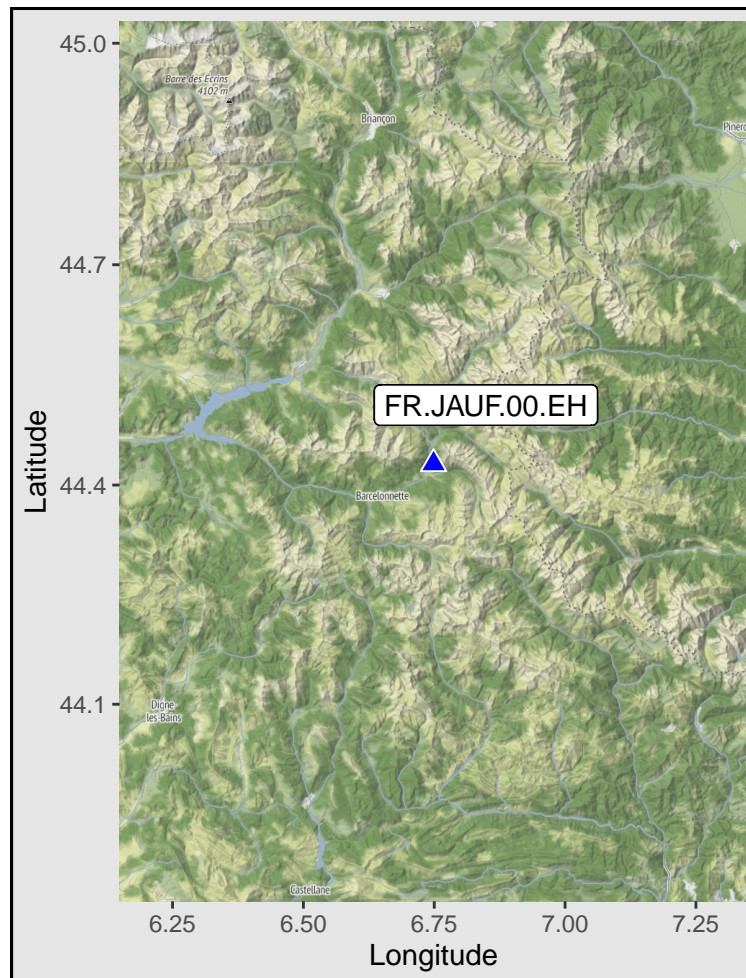 45.0
Barre des Écrins
4102 m
Briançon
44.7
FR.JAUF.00.EH
44.4
Barcelonnette
Latitude
44.1
Digne
les-Bains
Castellane
6.25 6.50 6.75 7.00 7.25
Longitude